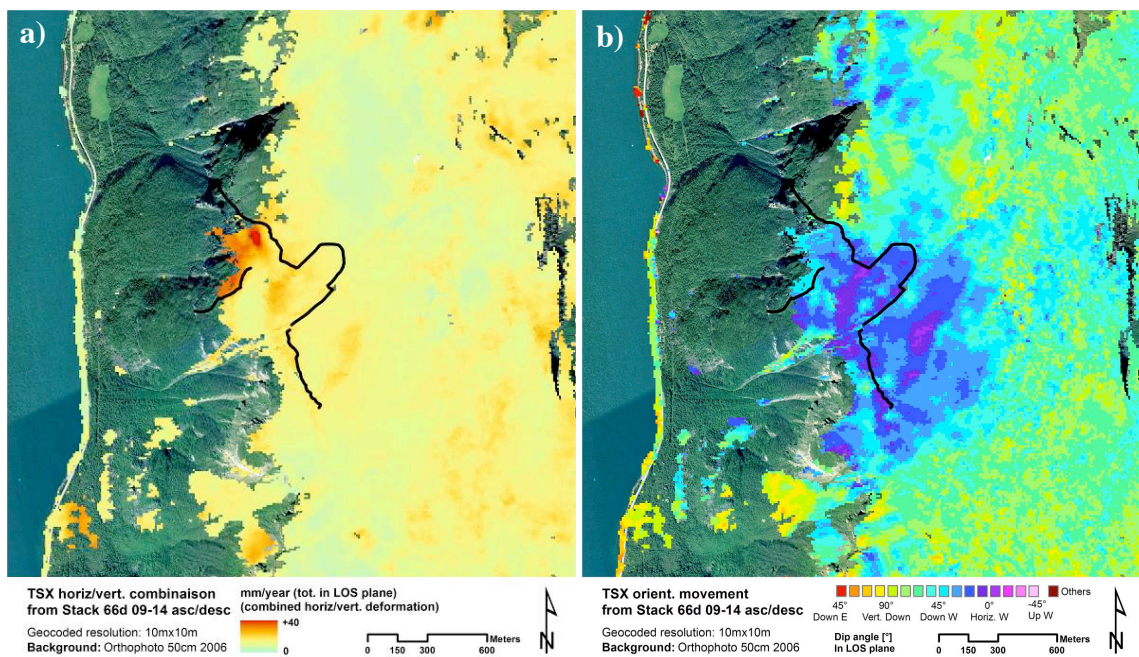 a)
TSX horiz/vert. combinaison
from Stack 66d 09-14 asc/desc
Geocoded resolution: 10mx10m
Background: Orthophoto 50cm 2006
mm/year (tot. in LOS plane)
(combined horiz/vert. deformation)
+40
0
Meters
0 150 300 600
N
b)
TSX orient. movement
from Stack 66d 09-14 asc/desc
Geocoded resolution: 10mx10m
Background: Orthophoto 50cm 2006
Others
45° 90° 45° 0° -45°
Down E Vert. Down Down W Horiz. W Up W
Dip angle [°]
In LOS plane
Meters
0 150 300 600
N